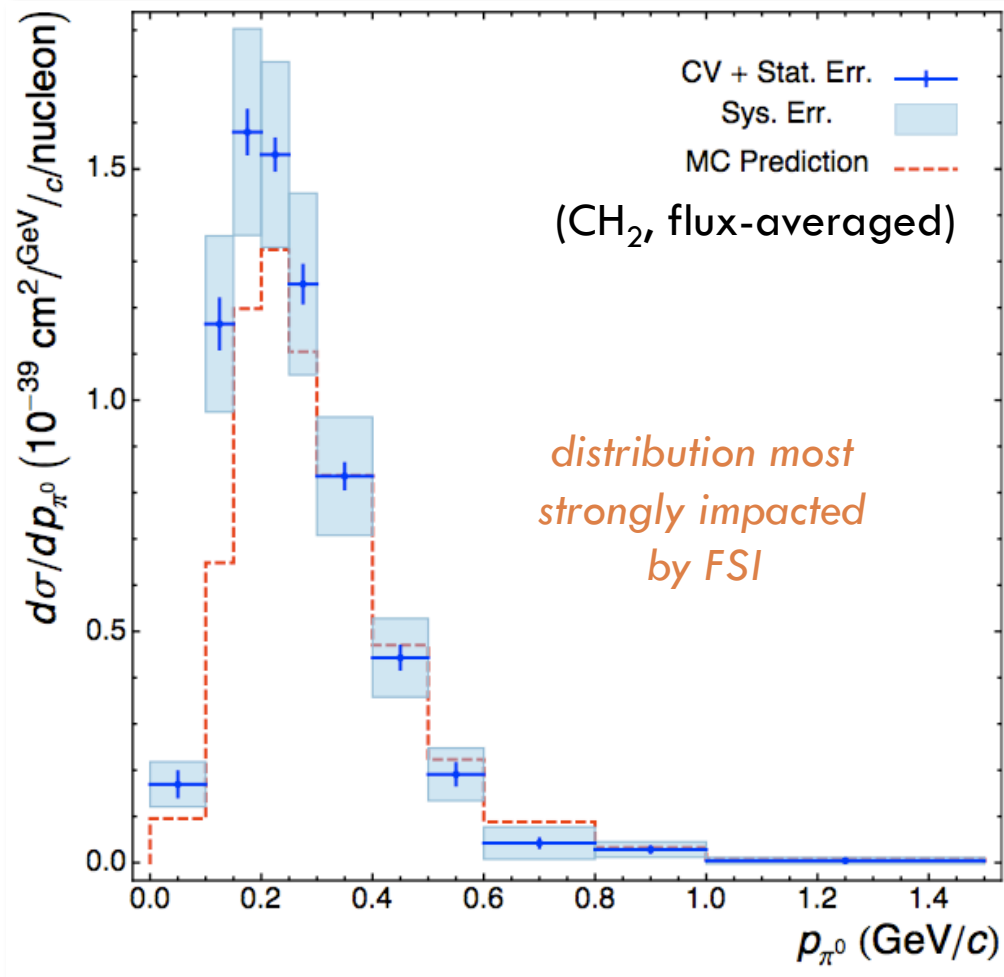 CV + Stat. Err.
Sys. Err.
MC Prediction
(CH₂, flux-averaged)
distribution most
strongly impacted
by FSI
dσ/dp_π⁰ (10⁻³⁹ cm²/GeV/c/nucleon)
1.5
1.0
0.5
0.0
0.0 0.2 0.4 0.6 0.8 1.0 1.2 1.4
p_π⁰ (GeV/c)